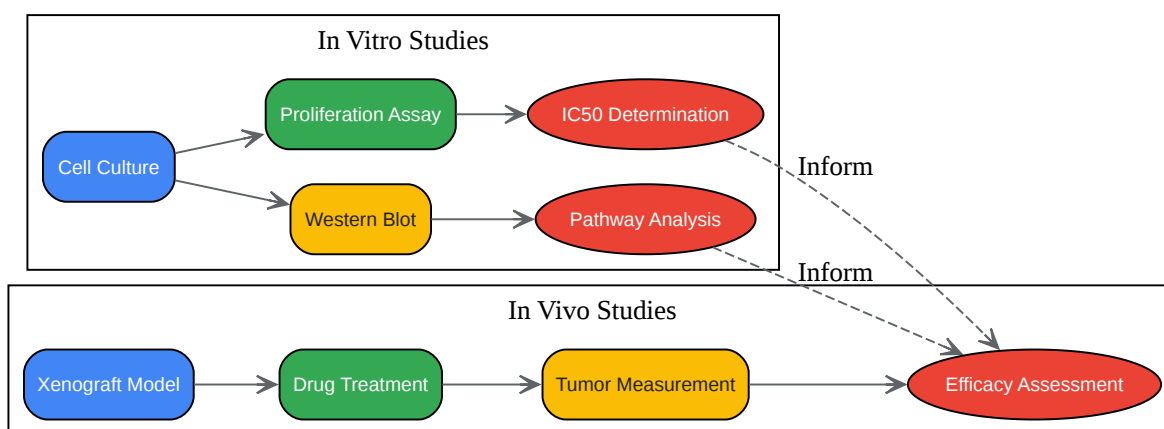 In Vitro Studies
Proliferation Assay
IC50 Determination
Cell Culture
Inform
Western Blot
Pathway Analysis
Inform
In Vivo Studies
Xenograft Model
Drug Treatment
Tumor Measurement
Efficacy Assessment